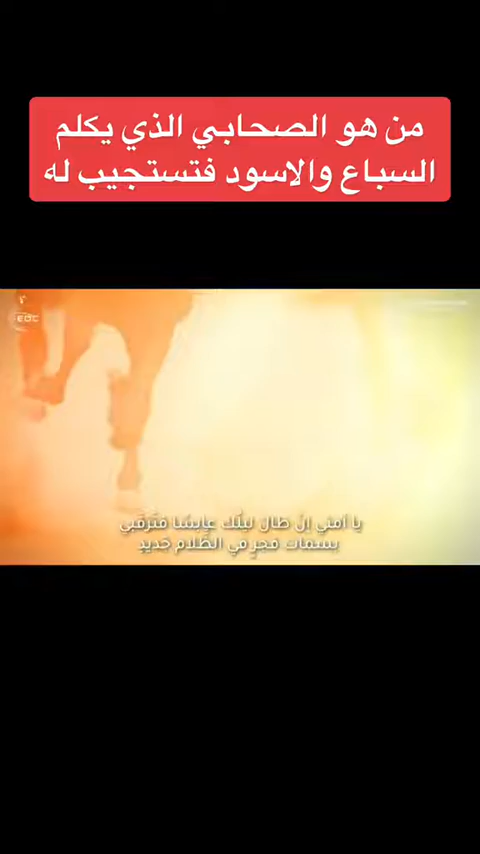 من هو الصحابي الذي يكلم
السباع والاسود فتستجيب له
يا أمتي إن طال ليلك عابسًا فترقبي
بسمات فجرٍ في الظلام جديدِ